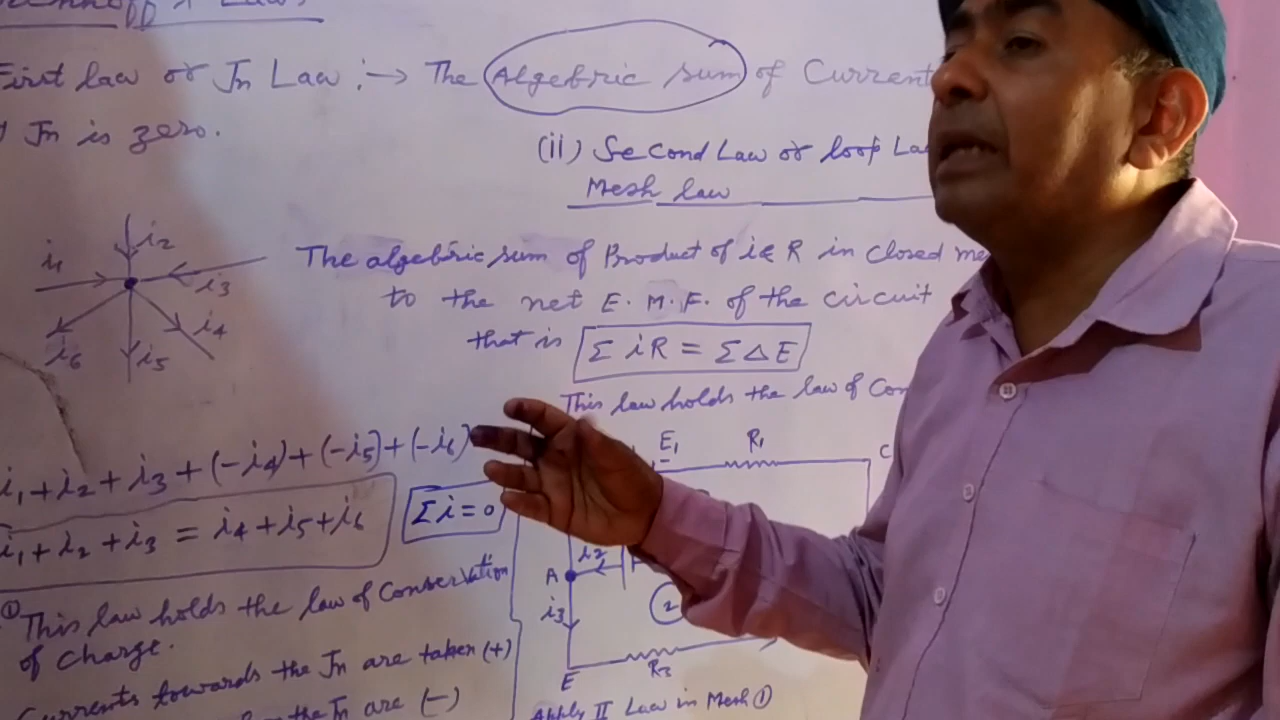 Laws
First law or Jn Law :→ The Algebric sum of Current
Jn is zero.
(ii) Second Law or loop La
Mesh law
i1 i2 i3 i4 i5 i6
The algebric sum of Product of i & R in closed me
to the net E.M.F. of the circuit
that is Σ iR = Σ Δ E
This law holds the law of Con
i1 + i2 + i3 + (-i4) + (-i5) + (-i6)
i1 + i2 + i3 = i4 + i5 + i6
Σ i = 0
① This law holds the law of Conservation
of charge.
Currents towards the Jn are taken (+)
the Jn are (-)
E1 R1 C
A i2
i3
2
E R3
Apply II Law in Mesh ①